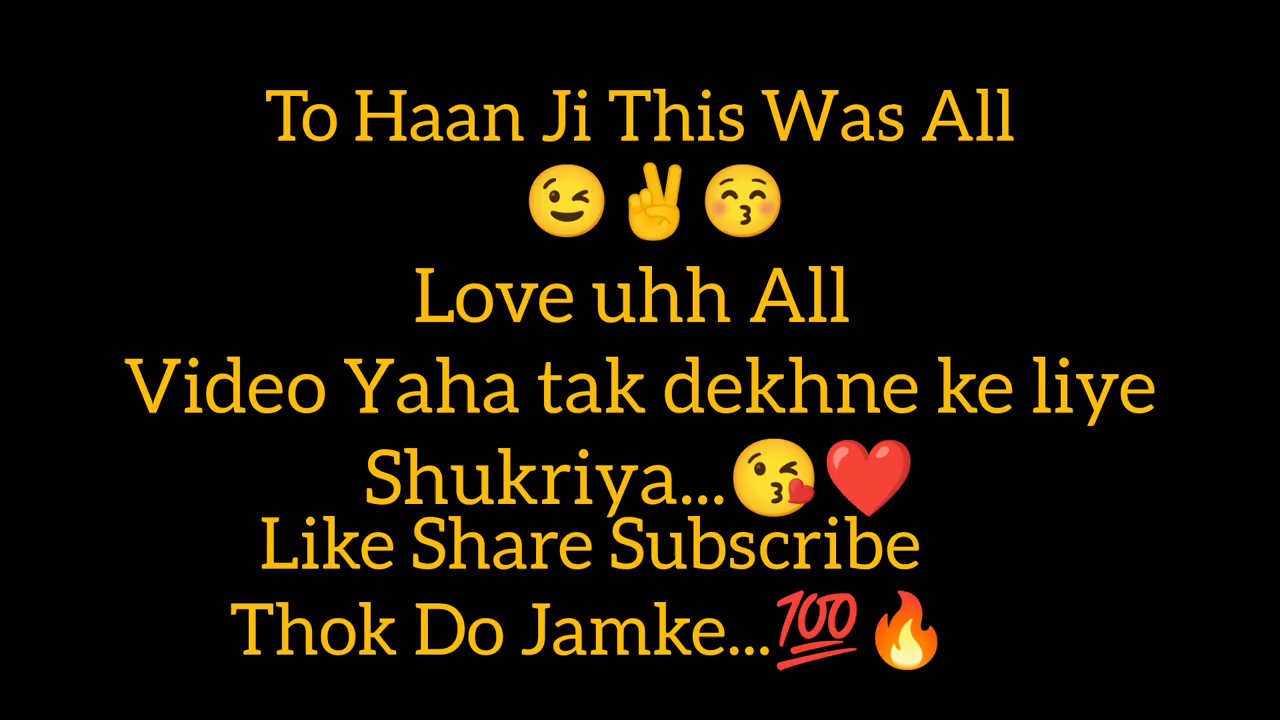 To Haan Ji This Was All
😉✌️😚
Love uhh All
Video Yaha tak dekhne ke liye
Shukriya...😘❤️
Like Share Subscribe
Thok Do Jamke...💯🔥